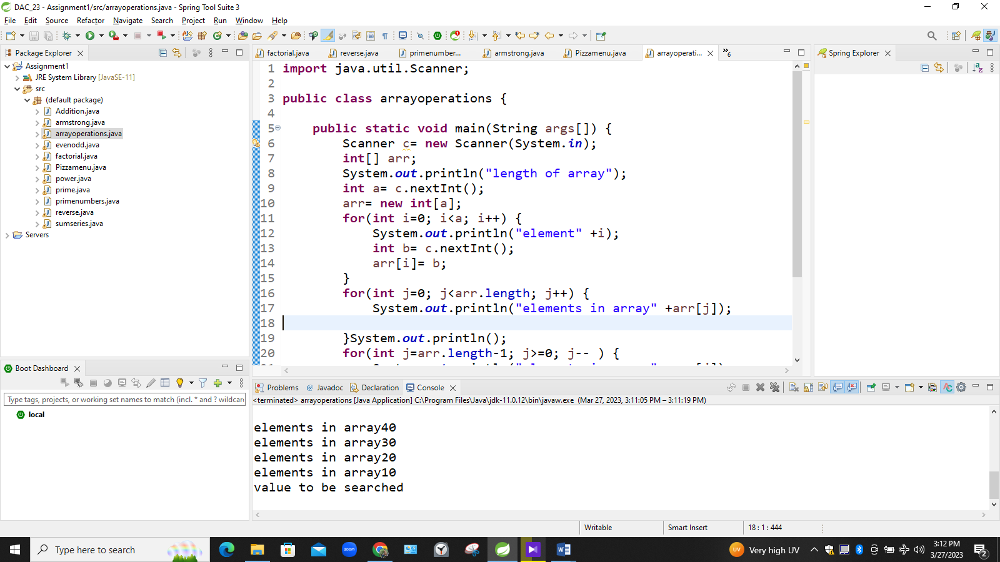 DAC_23 - Assignment1/src/arrayoperations.java - Spring Tool Suite 3
File Edit Source Refactor Navigate Search Project Run Window Help
Package Explorer
Assignment1
JRE System Library [JavaSE-11]
src
(default package)
Addition.java
armstrong.java
arrayoperations.java
evenodd.java
factorial.java
Pizzamenu.java
power.java
prime.java
primenumbers.java
reverse.java
sumseries.java
Servers
factorial.java reverse.java primenumber... armstrong.java Pizzamenu.java arrayoperati... »6
1 import java.util.Scanner;
2
3 public class arrayoperations {
4
5 public static void main(String args[]) {
6 Scanner c= new Scanner(System.in);
7 int[] arr;
8 System.out.println("length of array");
9 int a= c.nextInt();
10 arr= new int[a];
11 for(int i=0; i<a; i++) {
12 System.out.println("element" +i);
13 int b= c.nextInt();
14 arr[i]= b;
15 }
16 for(int j=0; j<arr.length; j++) {
17 System.out.println("elements in array" +arr[j]);
18
19 }System.out.println();
20 for(int j=arr.length-1; j>=0; j-- ) {
Spring Explorer
Boot Dashboard
Type tags, projects, or working set names to match (incl. * and ? wildcar
local
Problems @ Javadoc Declaration Console
<terminated> arrayoperations [Java Application] C:\Program Files\Java\jdk-11.0.12\bin\javaw.exe (Mar 27, 2023, 3:11:05 PM – 3:11:19 PM)
elements in array40
elements in array30
elements in array20
elements in array10
value to be searched
Writable Smart Insert 18 : 1 : 444
Type here to search
zoom
UV Very high UV
3:12 PM
3/27/2023
2